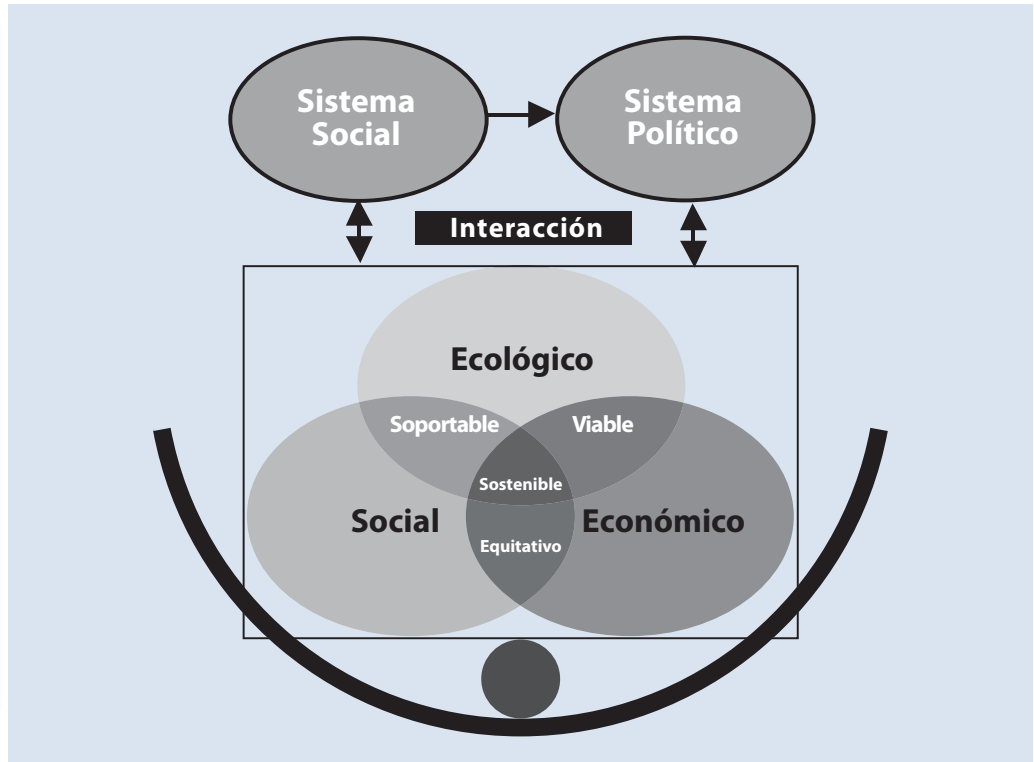 Sistema
Social
Sistema
Político
Interacción
Ecológico
Soportable
Viable
Sostenible
Social
Económico
Equitativo